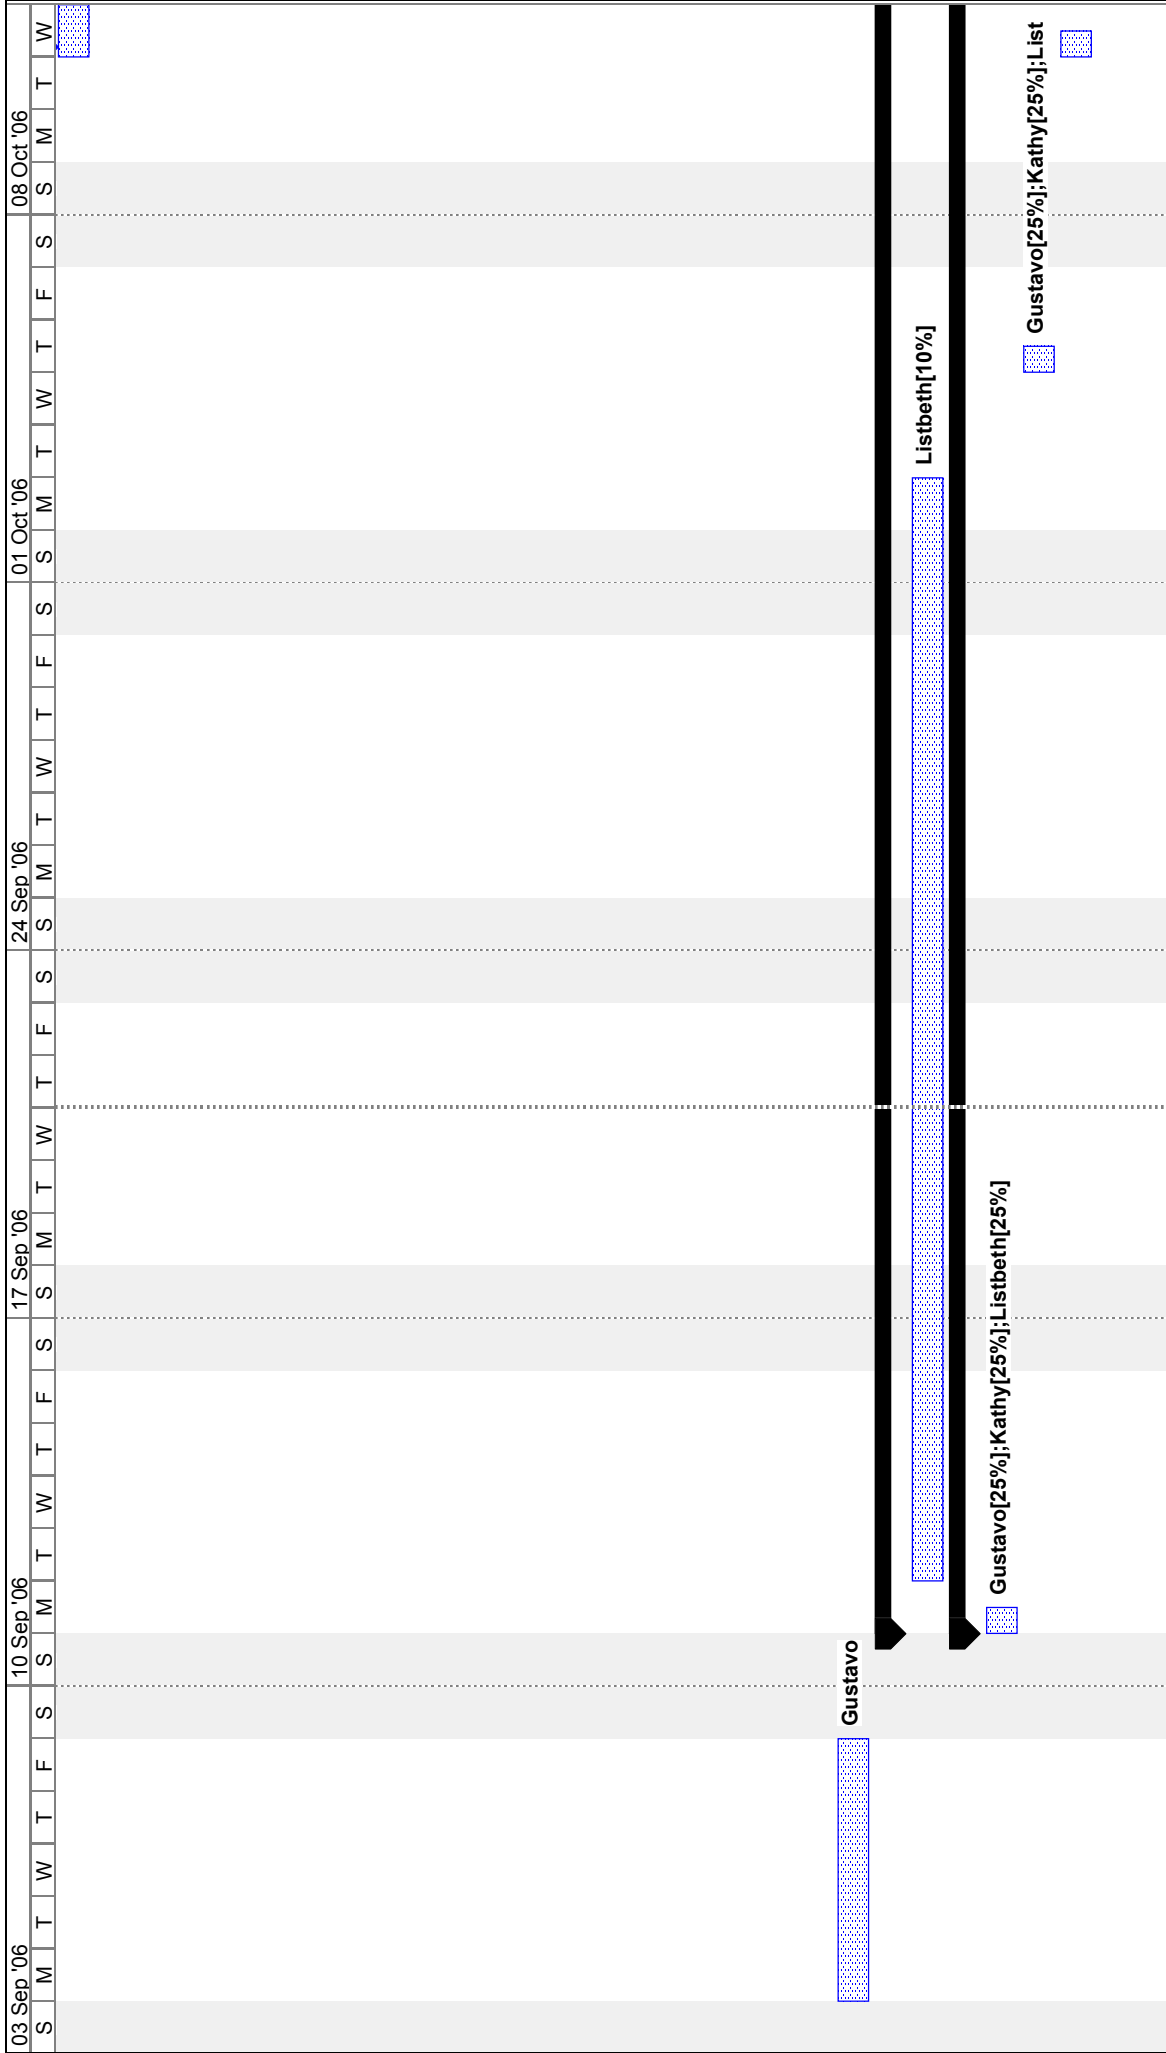 03 Sep '06 10 Sep '06 17 Sep '06 24 Sep '06 01 Oct '06 08 Oct '06
S M T W T F S S M T W T F S S M T W T F S S M T W T F S S M T W T F S S M T W
Gustavo
Listbeth[10%]
Gustavo[25%];Kathy[25%];Listbeth[25%]
Gustavo[25%];Kathy[25%];List